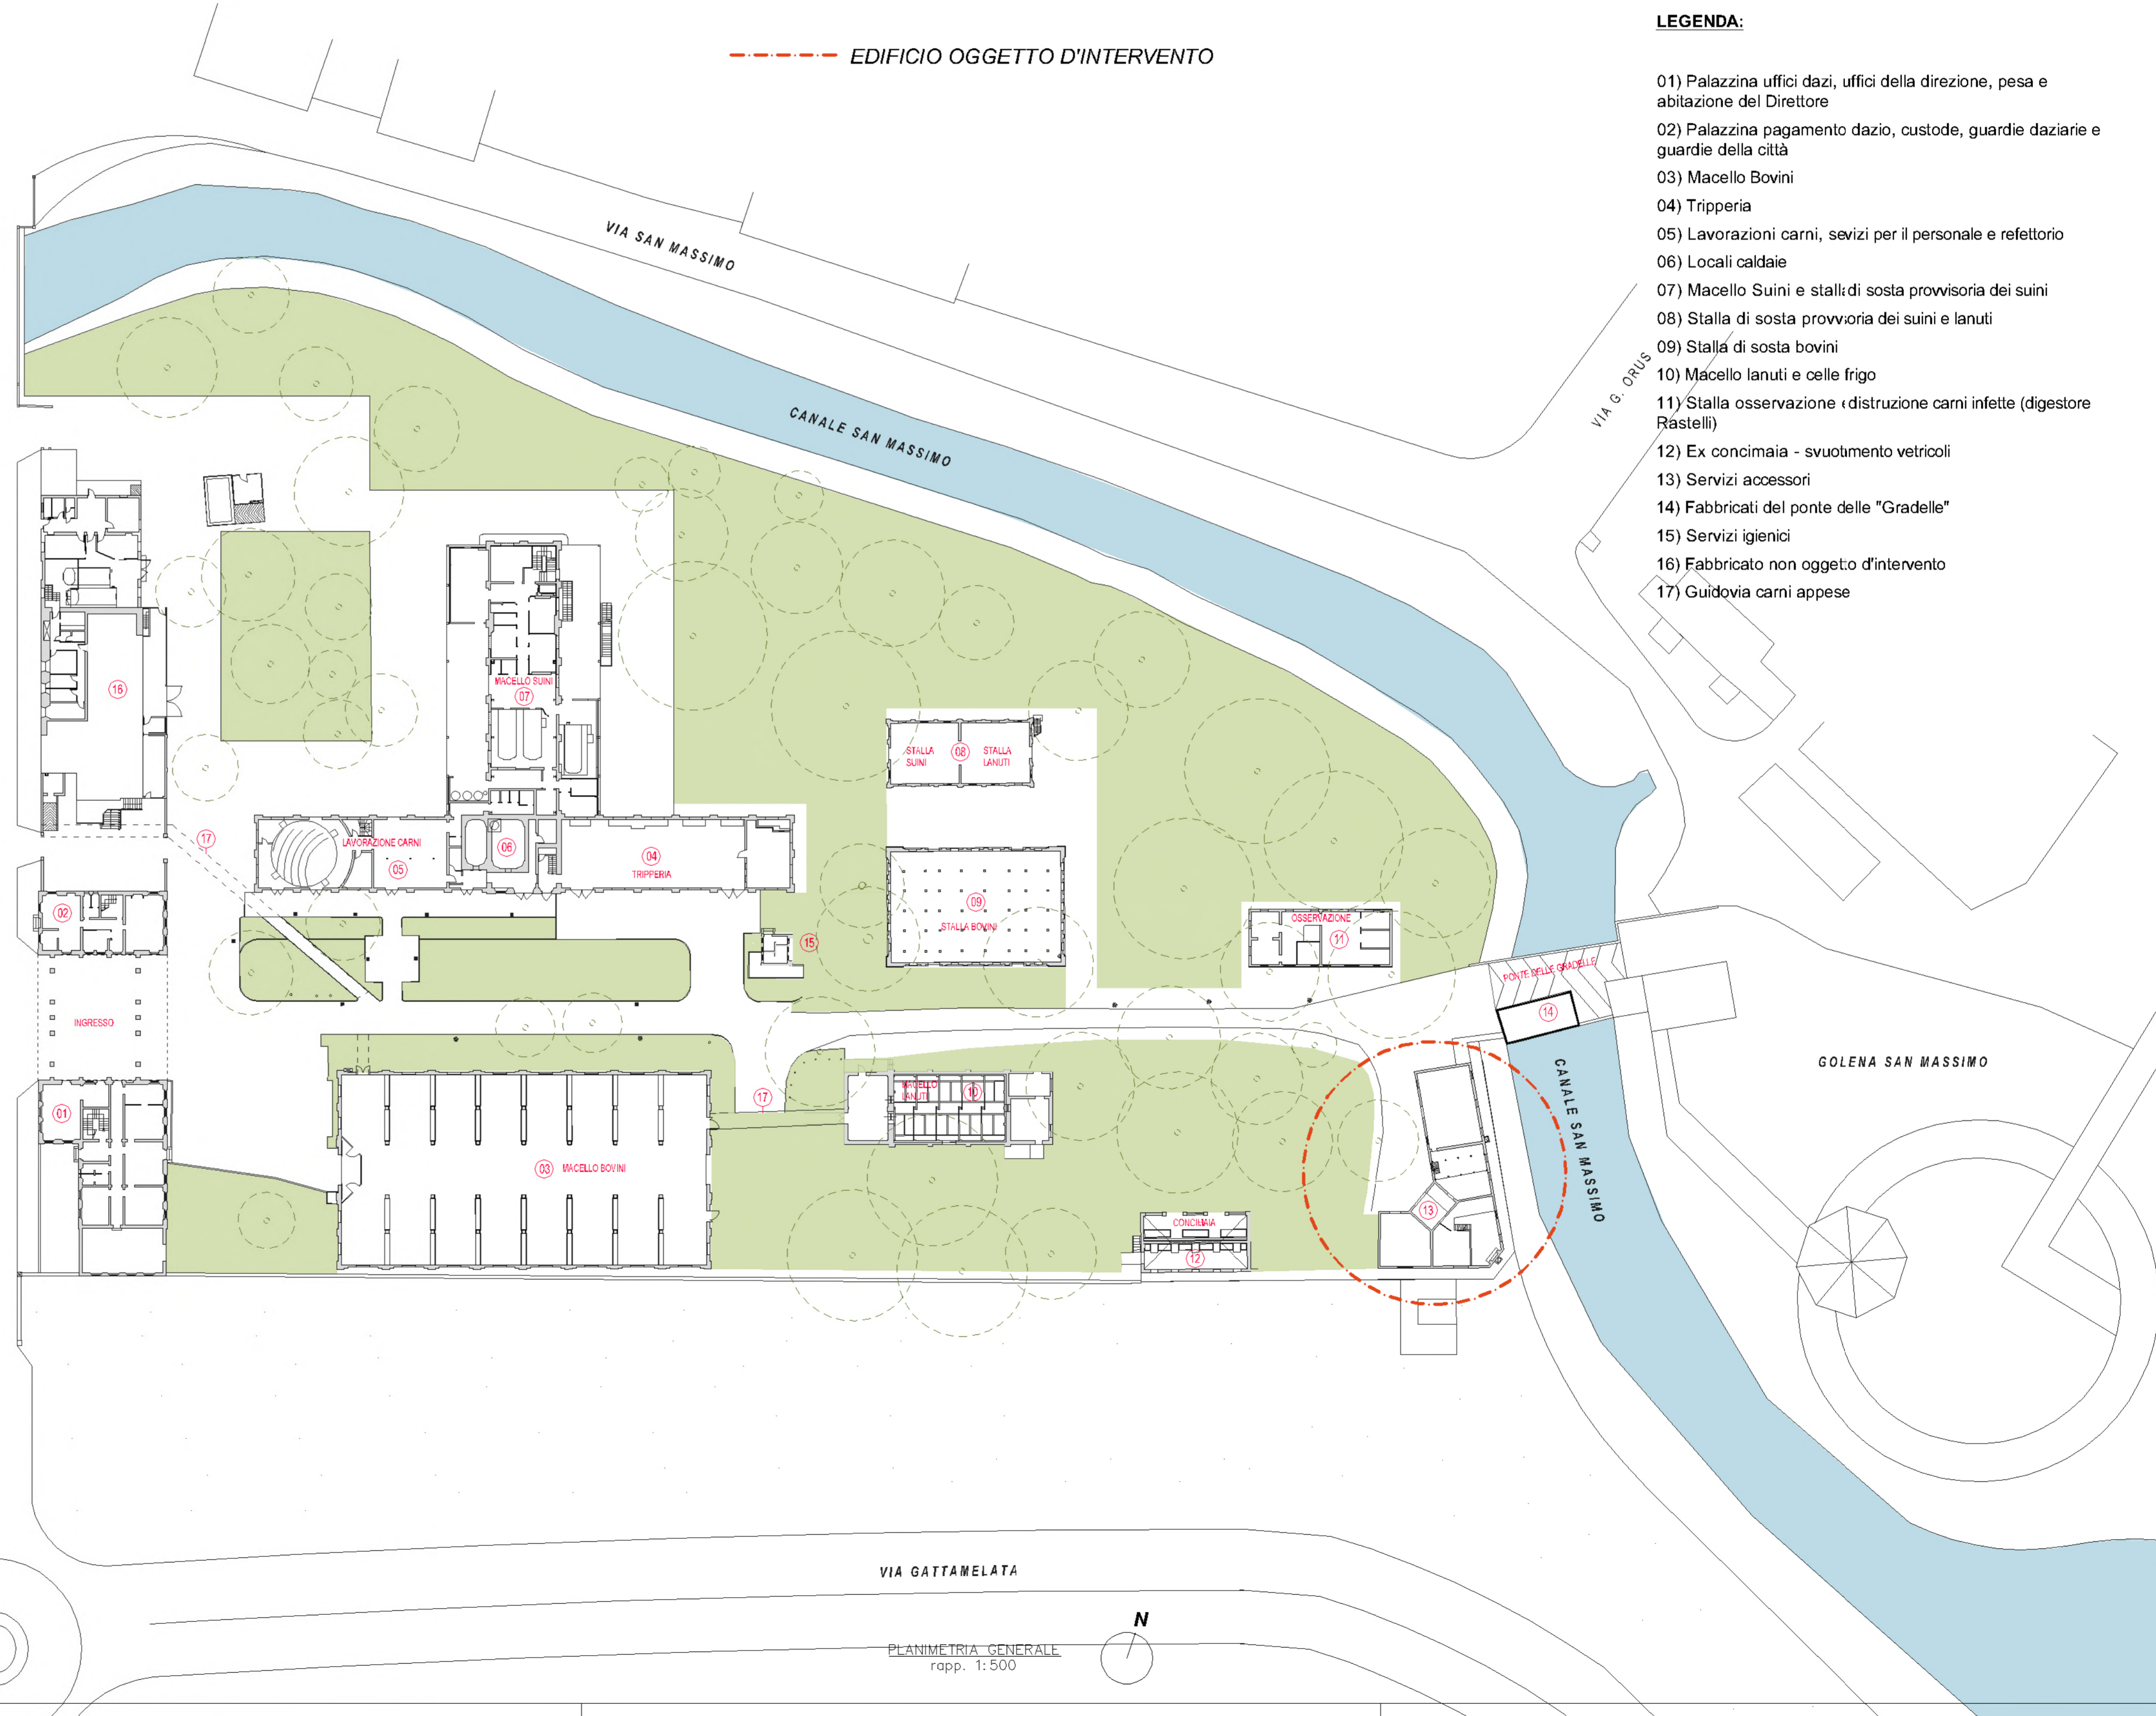 LEGENDA:
EDIFICIO OGGETTO D'INTERVENTO
01) Palazzina uffici dazi, uffici della direzione, pesa e
abitazione del Direttore
02) Palazzina pagamento dazio, custode, guardie daziarie e
guardie della città
03) Macello Bovini
04) Tripperia
05) Lavorazioni carni, sevizi per il personale e refettorio
06) Locali caldaie
07) Macello Suini e stalle di sosta provvisoria dei suini
08) Stalla di sosta provvisoria dei suini e lanuti
09) Stalla di sosta bovini
10) Macello lanuti e celle frigo
11) Stalla osservazione e distruzione carni infette (digestore
Rastelli)
12) Ex concimaia - svuotimento vetricoli
13) Servizi accessori
14) Fabbricati del ponte delle "Gradelle"
15) Servizi igienici
16) Fabbricato non oggetto d'intervento
17) Guidovia carni appese
VIA SAN MASSIMO
VIA G. ORUS
CANALE SAN MASSIMO
16
MACELLO SUINI
07
STALLA
SUINI
08
STALLA
LANUTI
17
LAVORAZIONE CARNI
05
06
04
TRIPPERIA
02
09
STALLA BOVINI
OSSERVAZIONE
11
15
PONTE DELLE GRADELLE
14
INGRESSO
01
17
MACELLO
LANUTI
10
03 MACELLO BOVINI
CONCIMAIA
12
13
CANALE SAN MASSIMO
GOLENA SAN MASSIMO
VIA GATTAMELATA
N
PLANIMETRIA GENERALE
rapp. 1:500